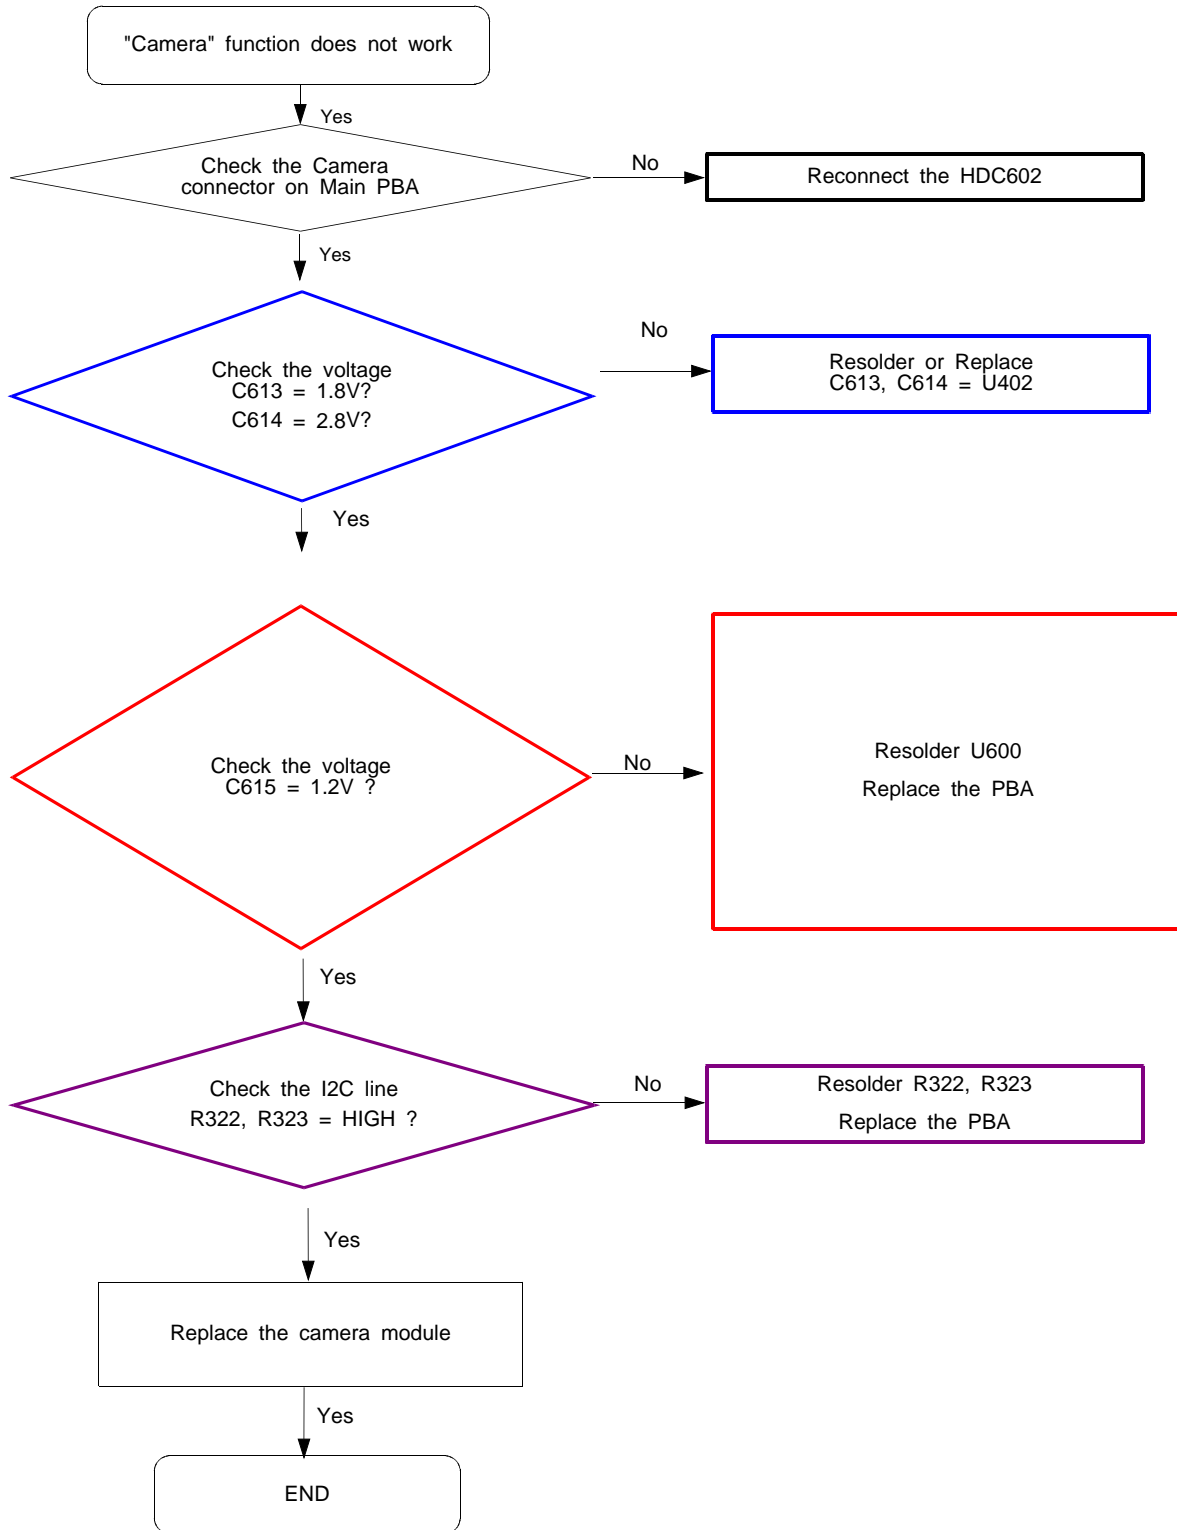 "Camera" function does not work
Yes
Check the Camera
connector on Main PBA
No
Reconnect the HDC602
Yes
Check the voltage
C613 = 1.8V?
C614 = 2.8V?
No
Resolder or Replace
C613, C614 = U402
Yes
Check the voltage
C615 = 1.2V ?
No
Resolder U600
Replace the PBA
Yes
Check the I2C line
R322, R323 = HIGH ?
No
Resolder R322, R323
Replace the PBA
Yes
Replace the camera module
Yes
END